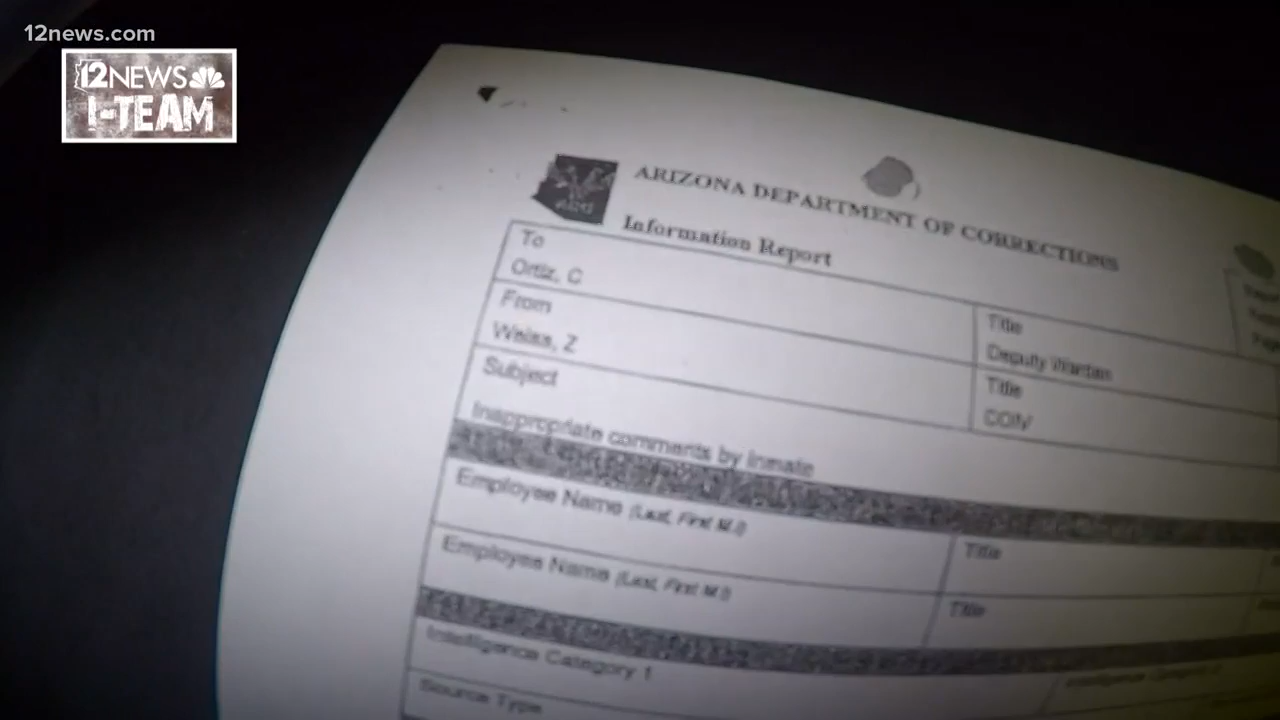 12news.com
12NEWS
I-TEAM
ARIZONA DEPARTMENT OF CORRECTIONS
Information Report
To
Ortiz, C
Title
Deputy Warden
From
Weiss, Z
Title
COIV
Subject
Inappropriate comments by Inmate
Employee Name (Last, First M.I)
Title
Employee Name (Last, First M.I)
Title
Intelligence Category 1
Source Type